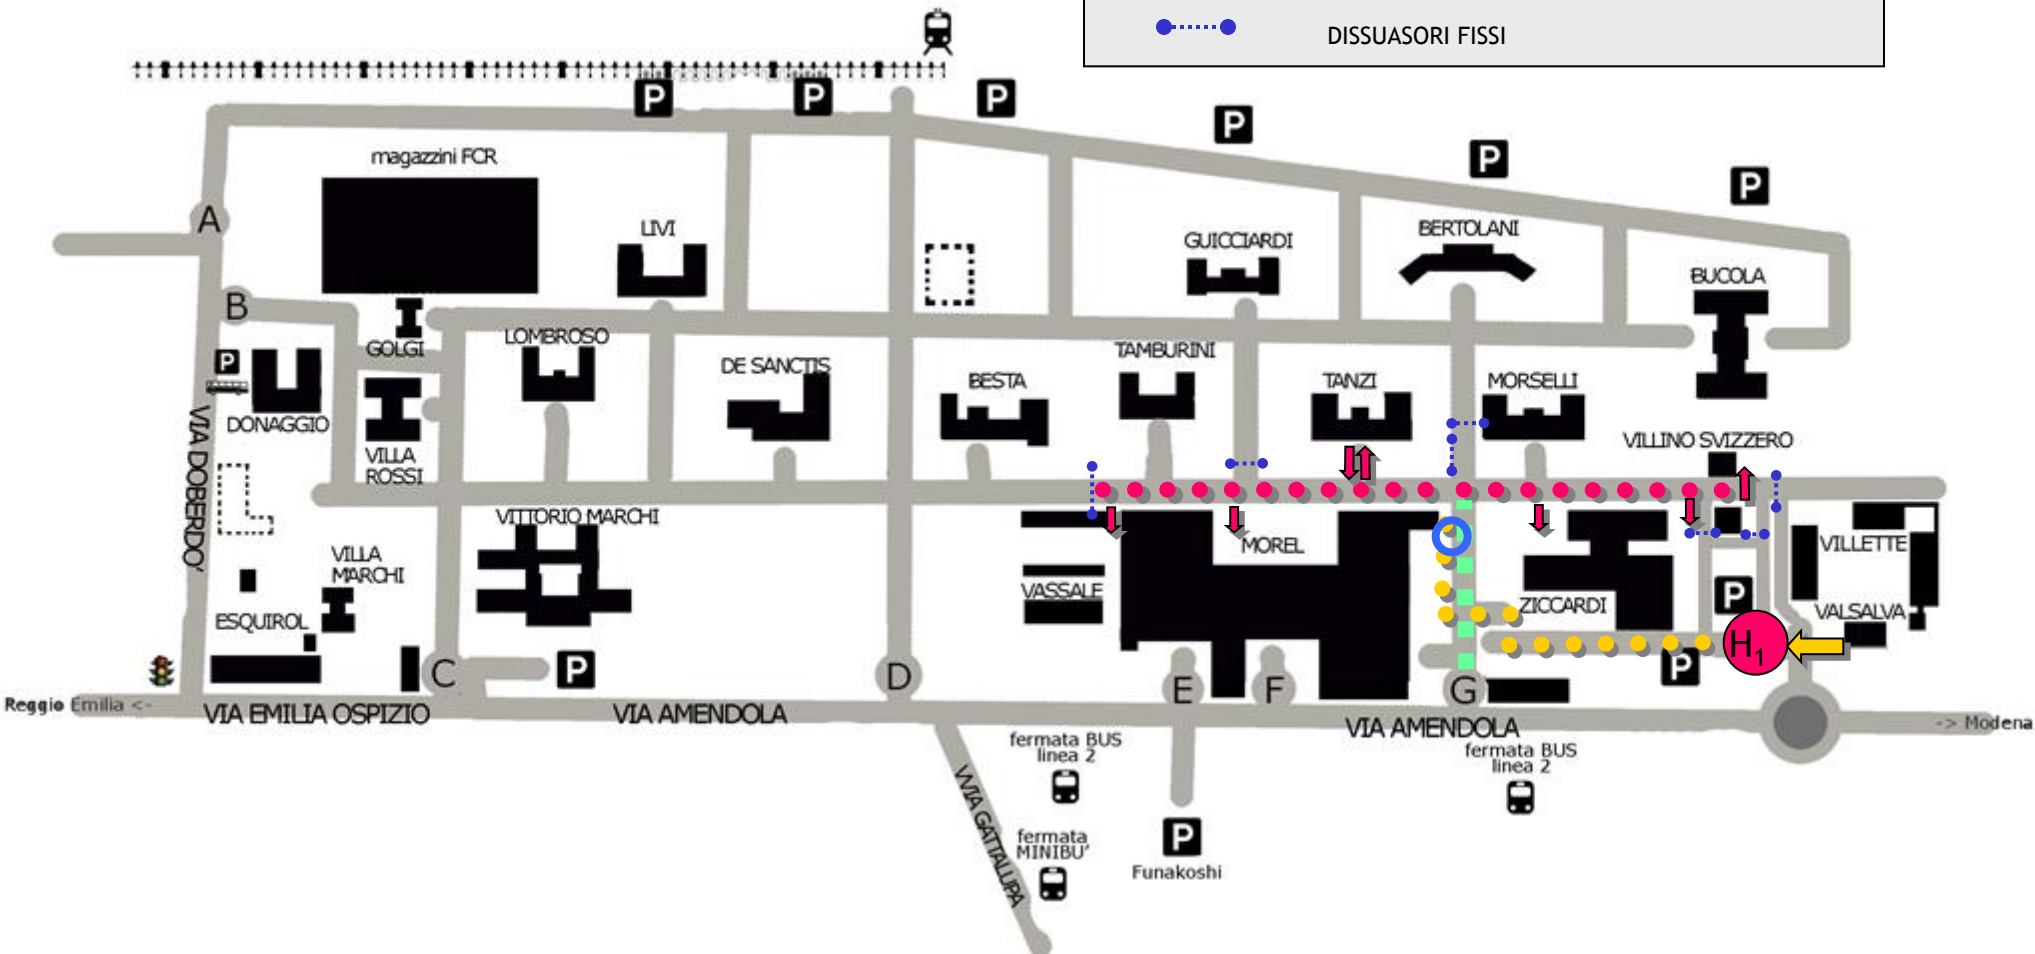 DISSUASORI FISSI
P
P
P
P
P
P
magazzini FCR
A
LIVI
GUICCIARDI
BERTOLANI
BUCOLA
B
GOLGI
LOMBROSO
P
DE SANCTIS
BESTA
TAMBURINI
TANZI
MORSELLI
DONAGGIO
VIA DOBERDO'
VILLA
ROSSI
VILLINO SVIZZERO
VITTORIO MARCHI
MOREL
VILLETTE
VILLA
MARCHI
VASSALE
ZICCARDI
P
VALSALVA
ESQUIROL
H1
C
P
D
E
F
G
P
Reggio Emilia <-
VIA EMILIA OSPIZIO
VIA AMENDOLA
VIA AMENDOLA
-> Modena
fermata BUS
linea 2
fermata BUS
linea 2
VVIA GATTALUPA
fermata
MINIBU'
P
Funakoshi